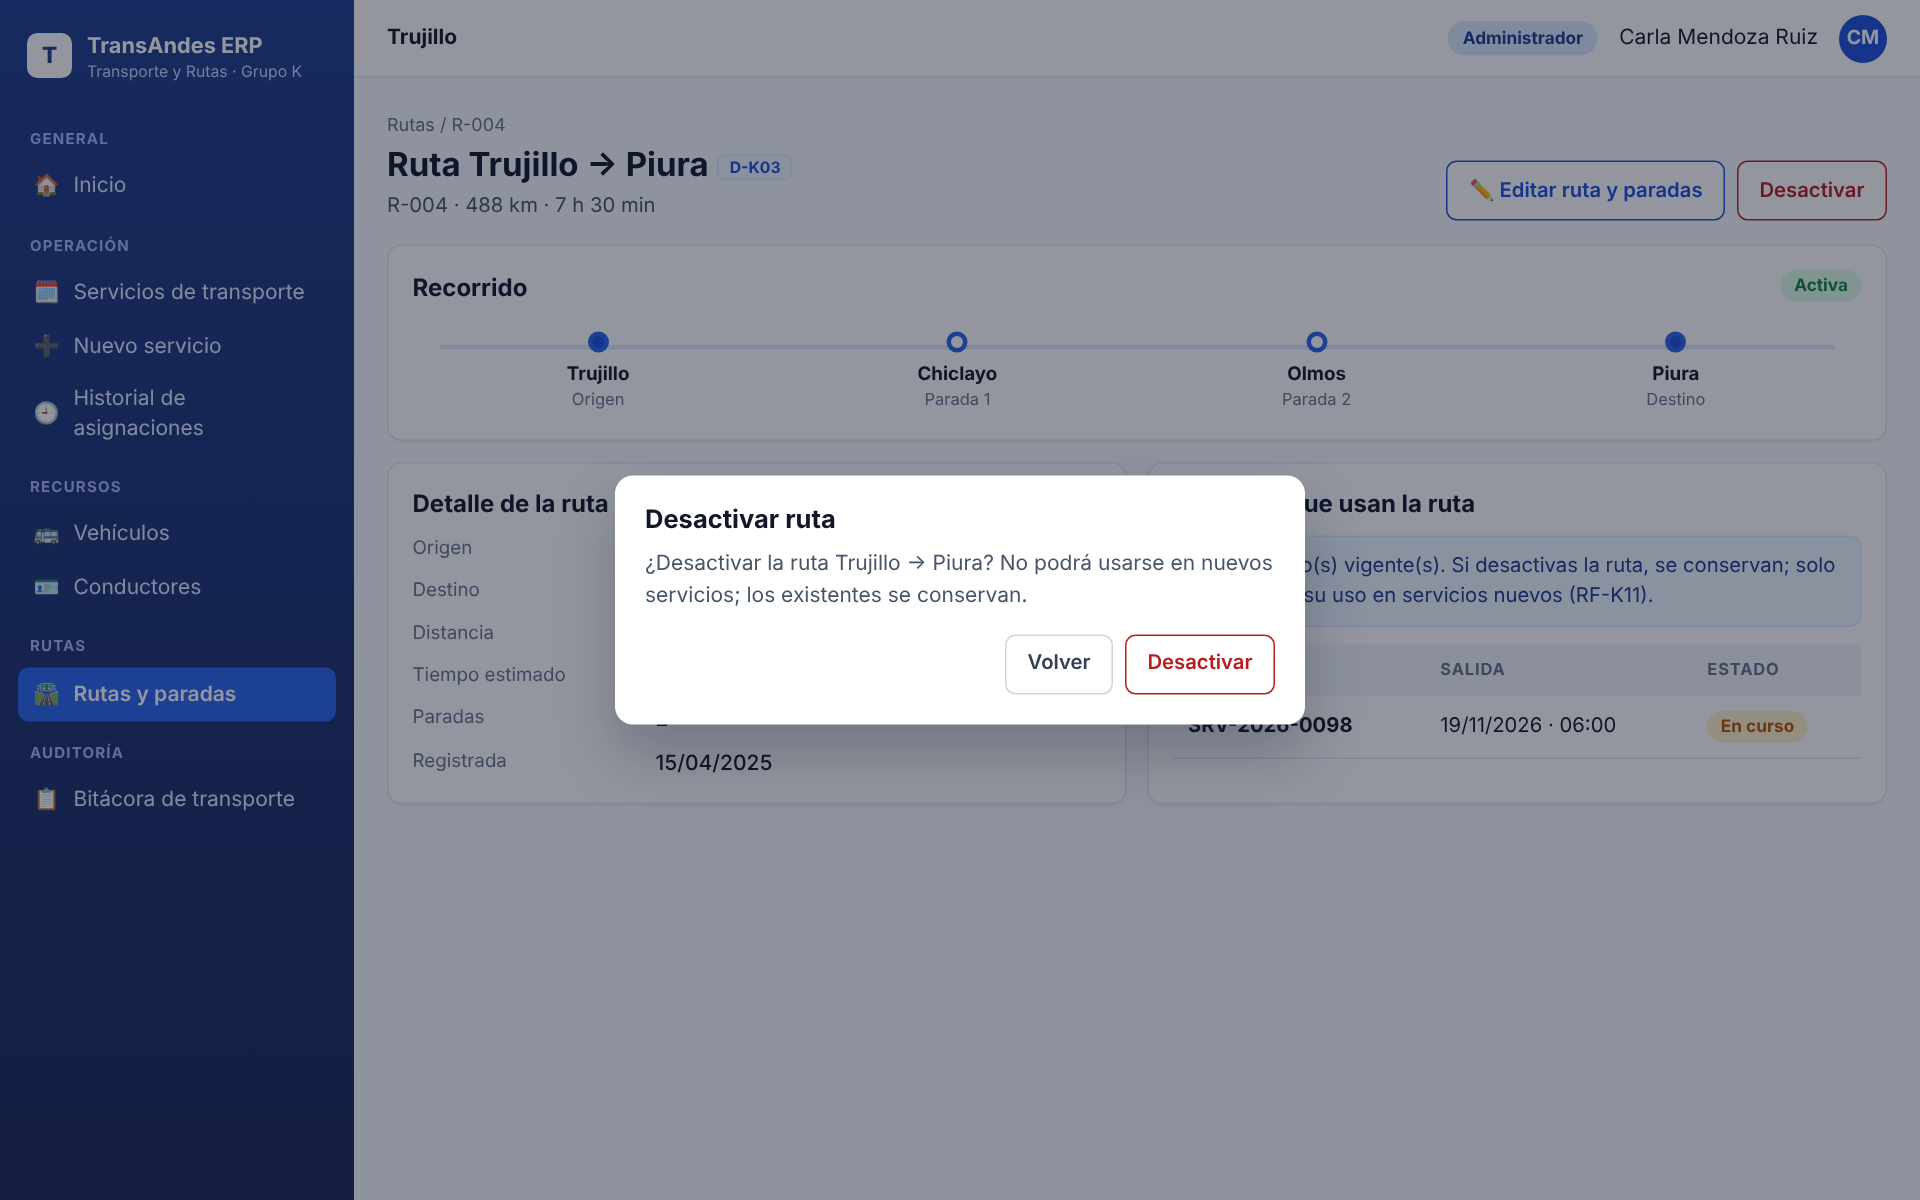 T
TransAndes ERP
Transporte y Rutas · Grupo K
GENERAL
Inicio
OPERACIÓN
Servicios de transporte
Nuevo servicio
Historial de
asignaciones
RECURSOS
Vehículos
Conductores
RUTAS
Rutas y paradas
AUDITORÍA
Bitácora de transporte
Trujillo
Administrador
Carla Mendoza Ruiz
CM
Rutas / R-004
Ruta Trujillo → Piura D-K03
R-004 · 488 km · 7 h 30 min
Editar ruta y paradas
Desactivar
Recorrido
Activa
Trujillo
Origen
Chiclayo
Parada 1
Olmos
Parada 2
Piura
Destino
Detalle de la ruta
Origen
Destino
Distancia
Tiempo estimado
Paradas
Registrada
15/04/2025
Desactivar ruta
¿Desactivar la ruta Trujillo → Piura? No podrá usarse en nuevos
servicios; los existentes se conservan.
Volver
Desactivar
usan la ruta
vigente(s). Si desactivas la ruta, se conservan; solo
su uso en servicios nuevos (RF-K11).
SALIDA
ESTADO
SRV-2026-0098
19/11/2026 · 06:00
En curso